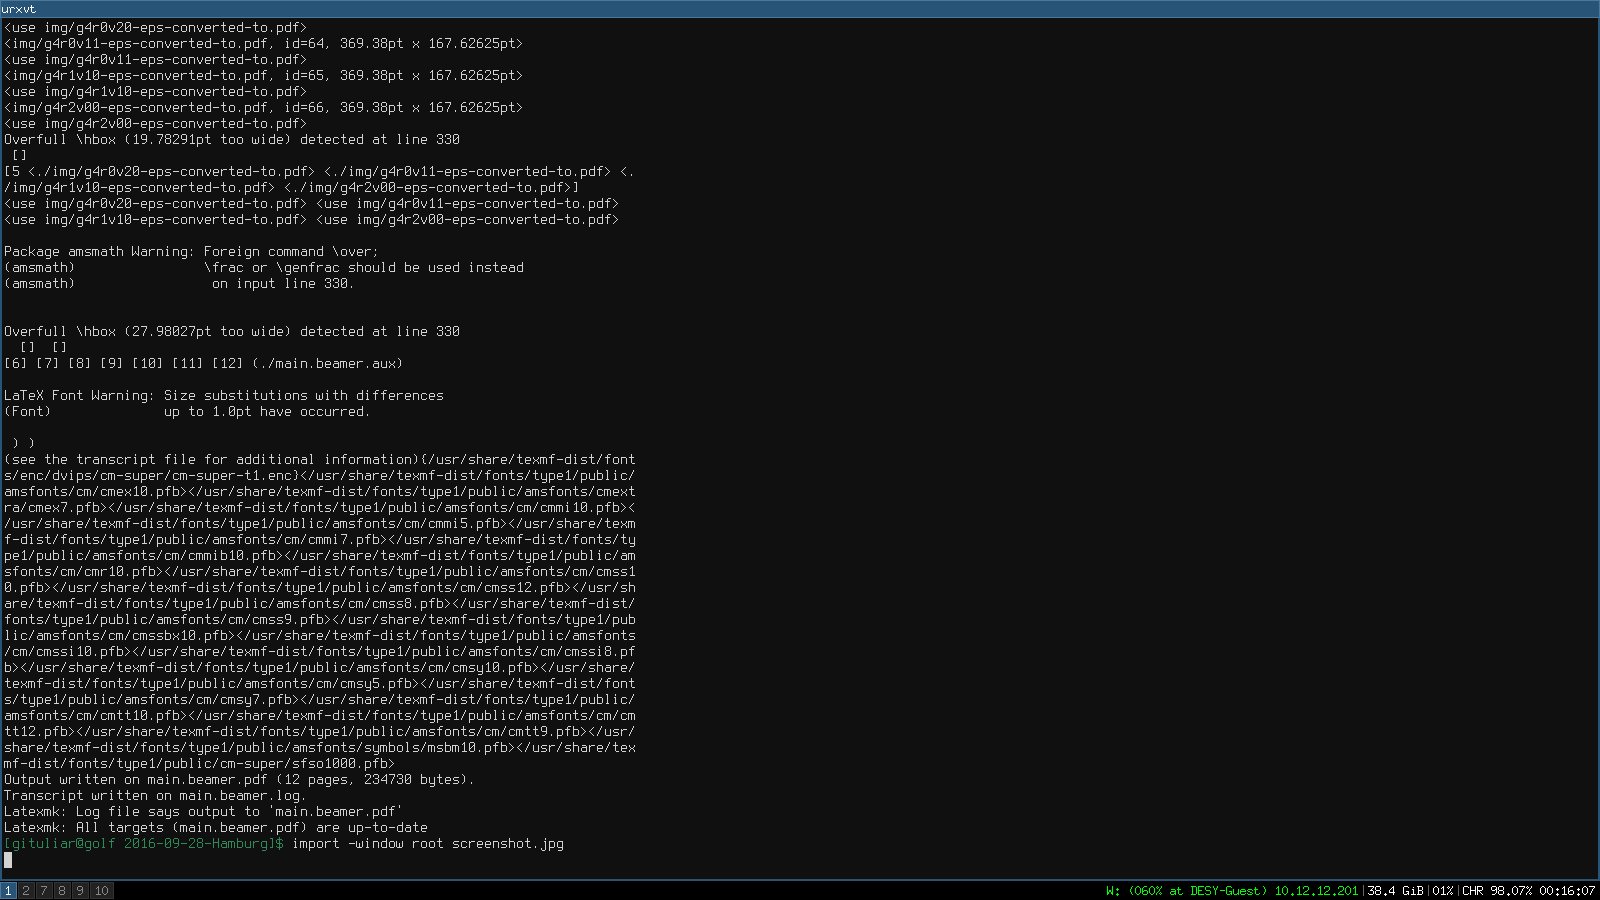 urxvt
<use img/g4r0v20-eps-converted-to.pdf>
<img/g4r0v11-eps-converted-to.pdf, id=64, 369.38pt x 167.62625pt>
<use img/g4r0v11-eps-converted-to.pdf>
<img/g4r1v10-eps-converted-to.pdf, id=65, 369.38pt x 167.62625pt>
<use img/g4r1v10-eps-converted-to.pdf>
<img/g4r2v00-eps-converted-to.pdf, id=66, 369.38pt x 167.62625pt>
<use img/g4r2v00-eps-converted-to.pdf>
Overfull \hbox (19.78291pt too wide) detected at line 330
 []
[5 <./img/g4r0v20-eps-converted-to.pdf> <./img/g4r0v11-eps-converted-to.pdf> <.
/img/g4r1v10-eps-converted-to.pdf> <./img/g4r2v00-eps-converted-to.pdf>]
<use img/g4r0v20-eps-converted-to.pdf> <use img/g4r0v11-eps-converted-to.pdf>
<use img/g4r1v10-eps-converted-to.pdf> <use img/g4r2v00-eps-converted-to.pdf>
Package amsmath Warning: Foreign command \over;
(amsmath)                \frac or \genfrac should be used instead
(amsmath)                 on input line 330.
Overfull \hbox (27.98027pt too wide) detected at line 330
  []  []
[6] [7] [8] [9] [10] [11] [12] (./main.beamer.aux)
LaTeX Font Warning: Size substitutions with differences
(Font)              up to 1.0pt have occurred.
 ) )
(see the transcript file for additional information){/usr/share/texmf-dist/font
s/enc/dvips/cm-super/cm-super-t1.enc}</usr/share/texmf-dist/fonts/type1/public/
amsfonts/cm/cmex10.pfb></usr/share/texmf-dist/fonts/type1/public/amsfonts/cmext
ra/cmex7.pfb></usr/share/texmf-dist/fonts/type1/public/amsfonts/cm/cmmi10.pfb><
/usr/share/texmf-dist/fonts/type1/public/amsfonts/cm/cmmi5.pfb></usr/share/texm
f-dist/fonts/type1/public/amsfonts/cm/cmmi7.pfb></usr/share/texmf-dist/fonts/ty
pe1/public/amsfonts/cm/cmmib10.pfb></usr/share/texmf-dist/fonts/type1/public/am
sfonts/cm/cmr10.pfb></usr/share/texmf-dist/fonts/type1/public/amsfonts/cm/cmss1
0.pfb></usr/share/texmf-dist/fonts/type1/public/amsfonts/cm/cmss12.pfb></usr/sh
are/texmf-dist/fonts/type1/public/amsfonts/cm/cmss8.pfb></usr/share/texmf-dist/
fonts/type1/public/amsfonts/cm/cmss9.pfb></usr/share/texmf-dist/fonts/type1/pub
lic/amsfonts/cm/cmssbx10.pfb></usr/share/texmf-dist/fonts/type1/public/amsfonts
/cm/cmssi10.pfb></usr/share/texmf-dist/fonts/type1/public/amsfonts/cm/cmssi8.pf
b></usr/share/texmf-dist/fonts/type1/public/amsfonts/cm/cmsy10.pfb></usr/share/
texmf-dist/fonts/type1/public/amsfonts/cm/cmsy5.pfb></usr/share/texmf-dist/font
s/type1/public/amsfonts/cm/cmsy7.pfb></usr/share/texmf-dist/fonts/type1/public/
amsfonts/cm/cmtt10.pfb></usr/share/texmf-dist/fonts/type1/public/amsfonts/cm/cm
tt12.pfb></usr/share/texmf-dist/fonts/type1/public/amsfonts/cm/cmtt9.pfb></usr/
share/texmf-dist/fonts/type1/public/amsfonts/symbols/msbm10.pfb></usr/share/tex
mf-dist/fonts/type1/public/cm-super/sfso1000.pfb>
Output written on main.beamer.pdf (12 pages, 234730 bytes).
Transcript written on main.beamer.log.
Latexmk: Log file says output to 'main.beamer.pdf'
Latexmk: All targets (main.beamer.pdf) are up-to-date
[gituliar@golf 2016-09-28-Hamburg]$ import -window root screenshot.jpg
1 2 7 8 9 10 W: (060% at DESY-Guest) 10.12.12.201|38.4 GiB|01%|CHR 98.07% 00:16:07